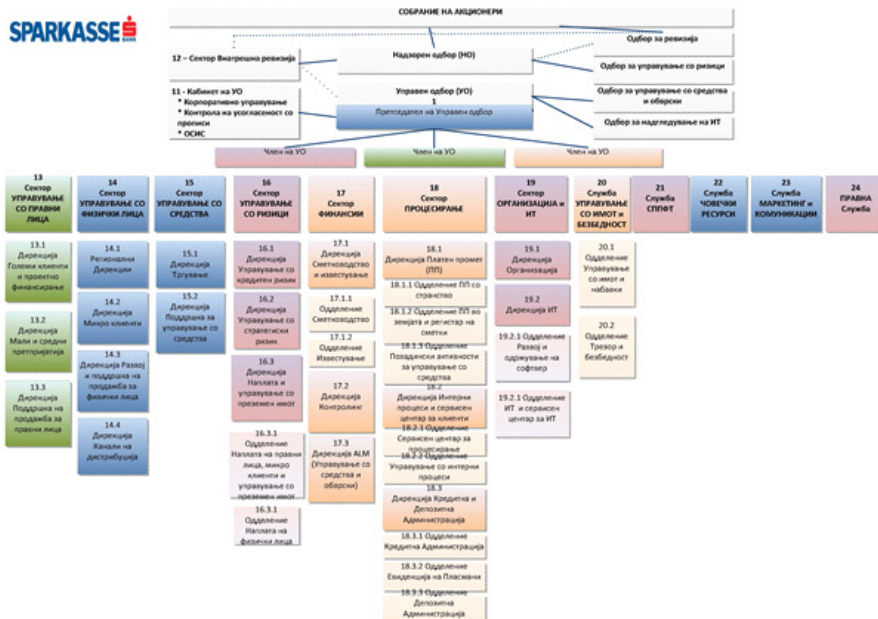 СОБРАНИЕ НА АКЦИОНЕРИ
SPARKASSE
BANK
12 – Сектор Внатрешна ревизија
Надзорен одбор (НО)
Одбор за ревизија
Одбор за управување со ризици
11 - Кабинет на УО
* Корпоративно управување
* Контрола на усогласеност со
прописи
* ОСИС
Управен одбор (УО)
1
Претседател на Управен одбор
Одбор за управување со средства
и обврски
Одбор за надгледување на ИТ
Член на УО
Член на УО
Член на УО
13
Сектор
УПРАВУВАЊЕ
СО ПРАВНИ
ЛИЦА
14
Сектор
УПРАВУВАЊЕ СО
ФИЗИЧКИ ЛИЦА
15
Сектор
УПРАВУВАЊЕ СО
СРЕДСТВА
16
Сектор
УПРАВУВАЊЕ
СО РИЗИЦИ
17
Сектор
ФИНАНСИИ
18
Сектор
ПРОЦЕСИРАЊЕ
19
Сектор
ОРГАНИЗАЦИЈА и
ИТ
20
Служба
УПРАВУВАЊЕ
СО ИМОТ и
БЕЗБЕДНОСТ
21
Служба
СППФТ
22
Служба
ЧОВЕЧКИ
РЕСУРСИ
23
Служба
МАРКЕТИНГ и
КОМУНИКАЦИИ
24
ПРАВНА
Служба
13.1
Дирекција
Големи клиенти
и проектно
финансирање
13.2
Дирекција
Мали и средни
претпријатија
13.3
Дирекција
Поддршка на
продажба за
правни лица
14.1
Регионални
Дирекции
14.2
Дирекција
Микро клиенти
14.3
Дирекција Развој
и поддршка на
продажба за
физички лица
14.4
Дирекција
Канали на
дистрибуција
15.1
Дирекција
Тргување
15.2
Дирекција
Поддршка за
управување со
средства
16.1
Дирекција
Управување со
кредитен ризик
16.2
Дирекција
Управување со
стратегиски
ризик
16.3
Дирекција
Наплата и
управување со
преземен имот
16.3.1
Одделение
Наплата на правни
лица, микро
клиенти и
управување со
преземен имот
16.3.1
Одделение
Наплата на
физички лица
17.1
Дирекција
Сметководство
и известување
17.1.1
Одделение
Сметководство
17.1.2
Одделение
Известување
17.2
Дирекција
Контролинг
17.3
Дирекција ALM
(Управување со
средства и
обврски)
18.1
Дирекција Платен промет
(ПП)
18.1.1 Одделение ПП со
странство
18.1.2 Одделение ПП во
земјата и регистар на
сметки
18.1.3 Одделение
Позадински активности
за управување со
средства
18.2
Дирекција Интерни
процеси и сервисен
центар за клиенти
18.2.1 Одделение
Сервисен центар за
процесирање
18.2.2 Одделение
Управување со интерни
процеси
18.3
Дирекција Кредитна и
Депозитна
Администрација
18.3.1 Одделение
Кредитна Администрација
18.3.2 Одделение
Евиденција на Пласмани
18.3.3 Одделение
Депозитна
Администрација
19.1
Дирекција
Организација
19.2
Дирекција ИТ
19.2.1 Одделение
Развој и
одржување на
софтвер
19.2.1 Одделение
ИТ и сервисен
центар за ИТ
20.1
Одделение
Управување
со имот и
набавки
20.2
Одделение
Трезор и
безбедност